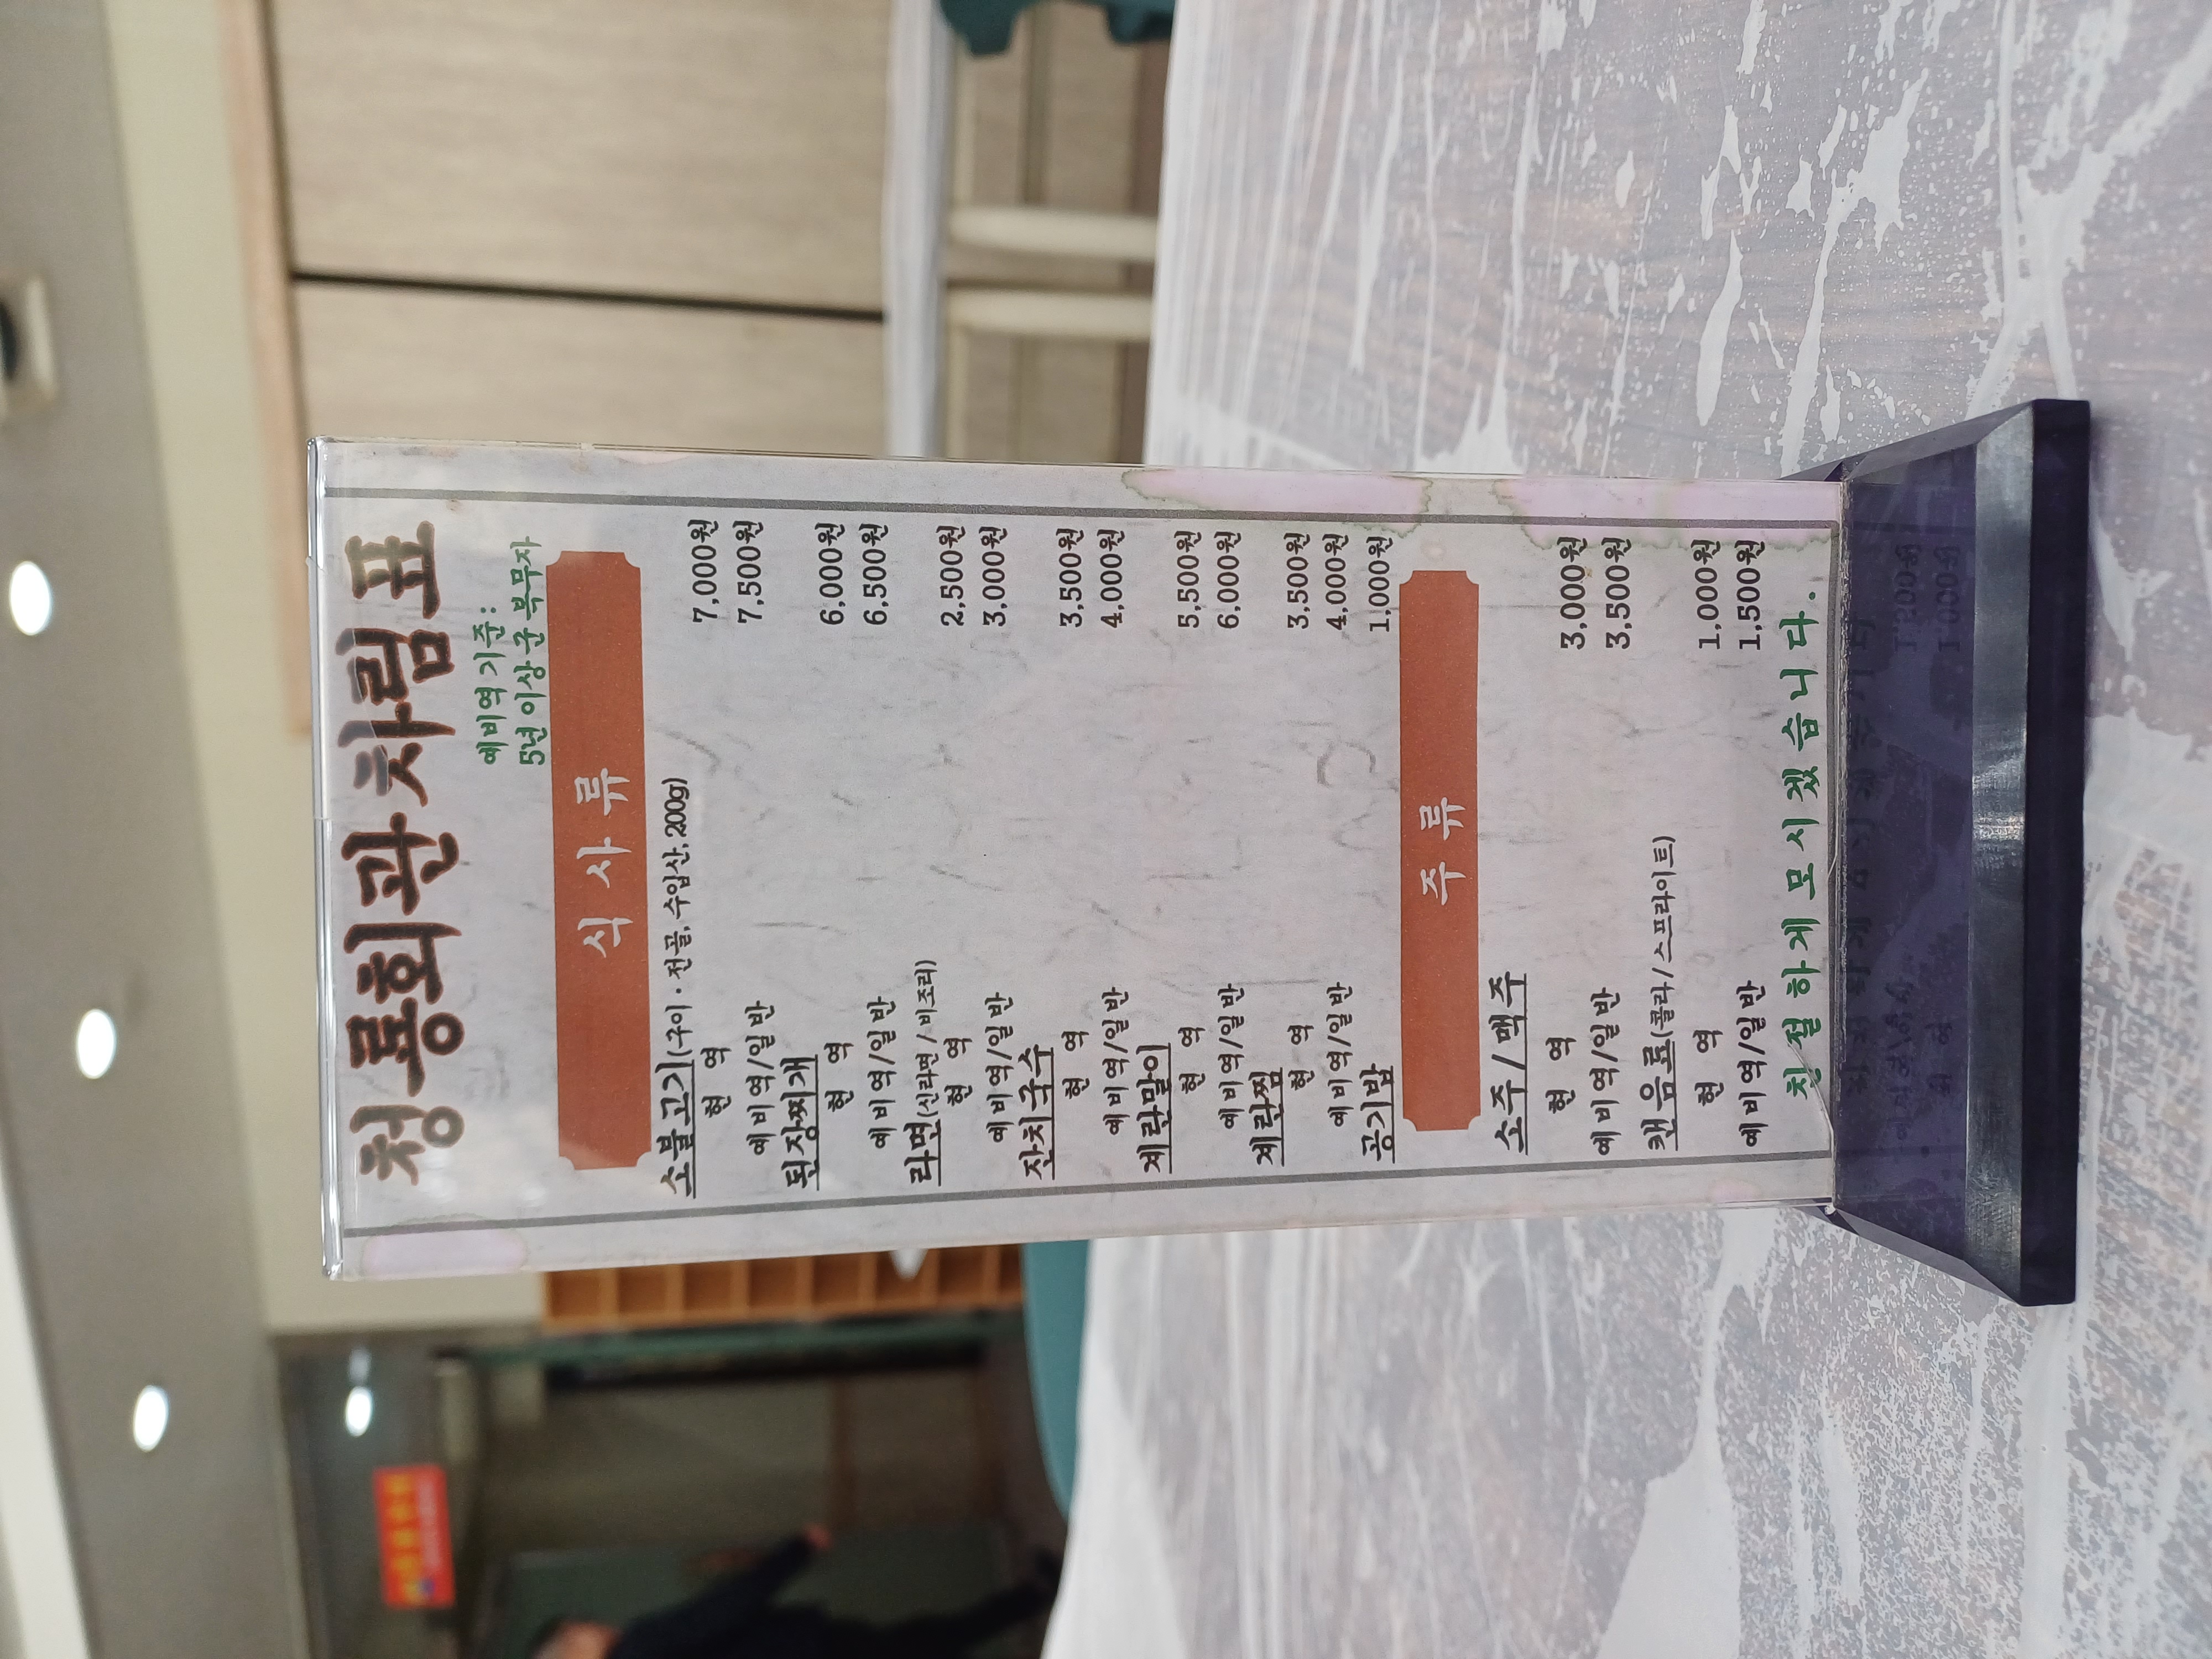 청룡회관 차림표
예비역 기준:
5년 이상 군 복무자
식 사 류
소불고기(구이·전골, 수입산, 200g)
현 역 7,000원
예비역/일반 7,500원
된장찌개
현 역 6,000원
예비역/일반 6,500원
라면(신라면/비조리)
현 역 2,500원
예비역/일반 3,000원
잔치국수
현 역 3,500원
예비역/일반 4,000원
계란말이
현 역 5,500원
예비역/일반 6,000원
계란찜
현 역 3,500원
예비역/일반 4,000원
공기밥 1,000원
주 류
소주/맥주
현 역 3,000원
예비역/일반 3,500원
캔음료(콜라/스프라이트)
현 역 1,000원
예비역/일반 1,500원
친절하게 모시겠습니다.